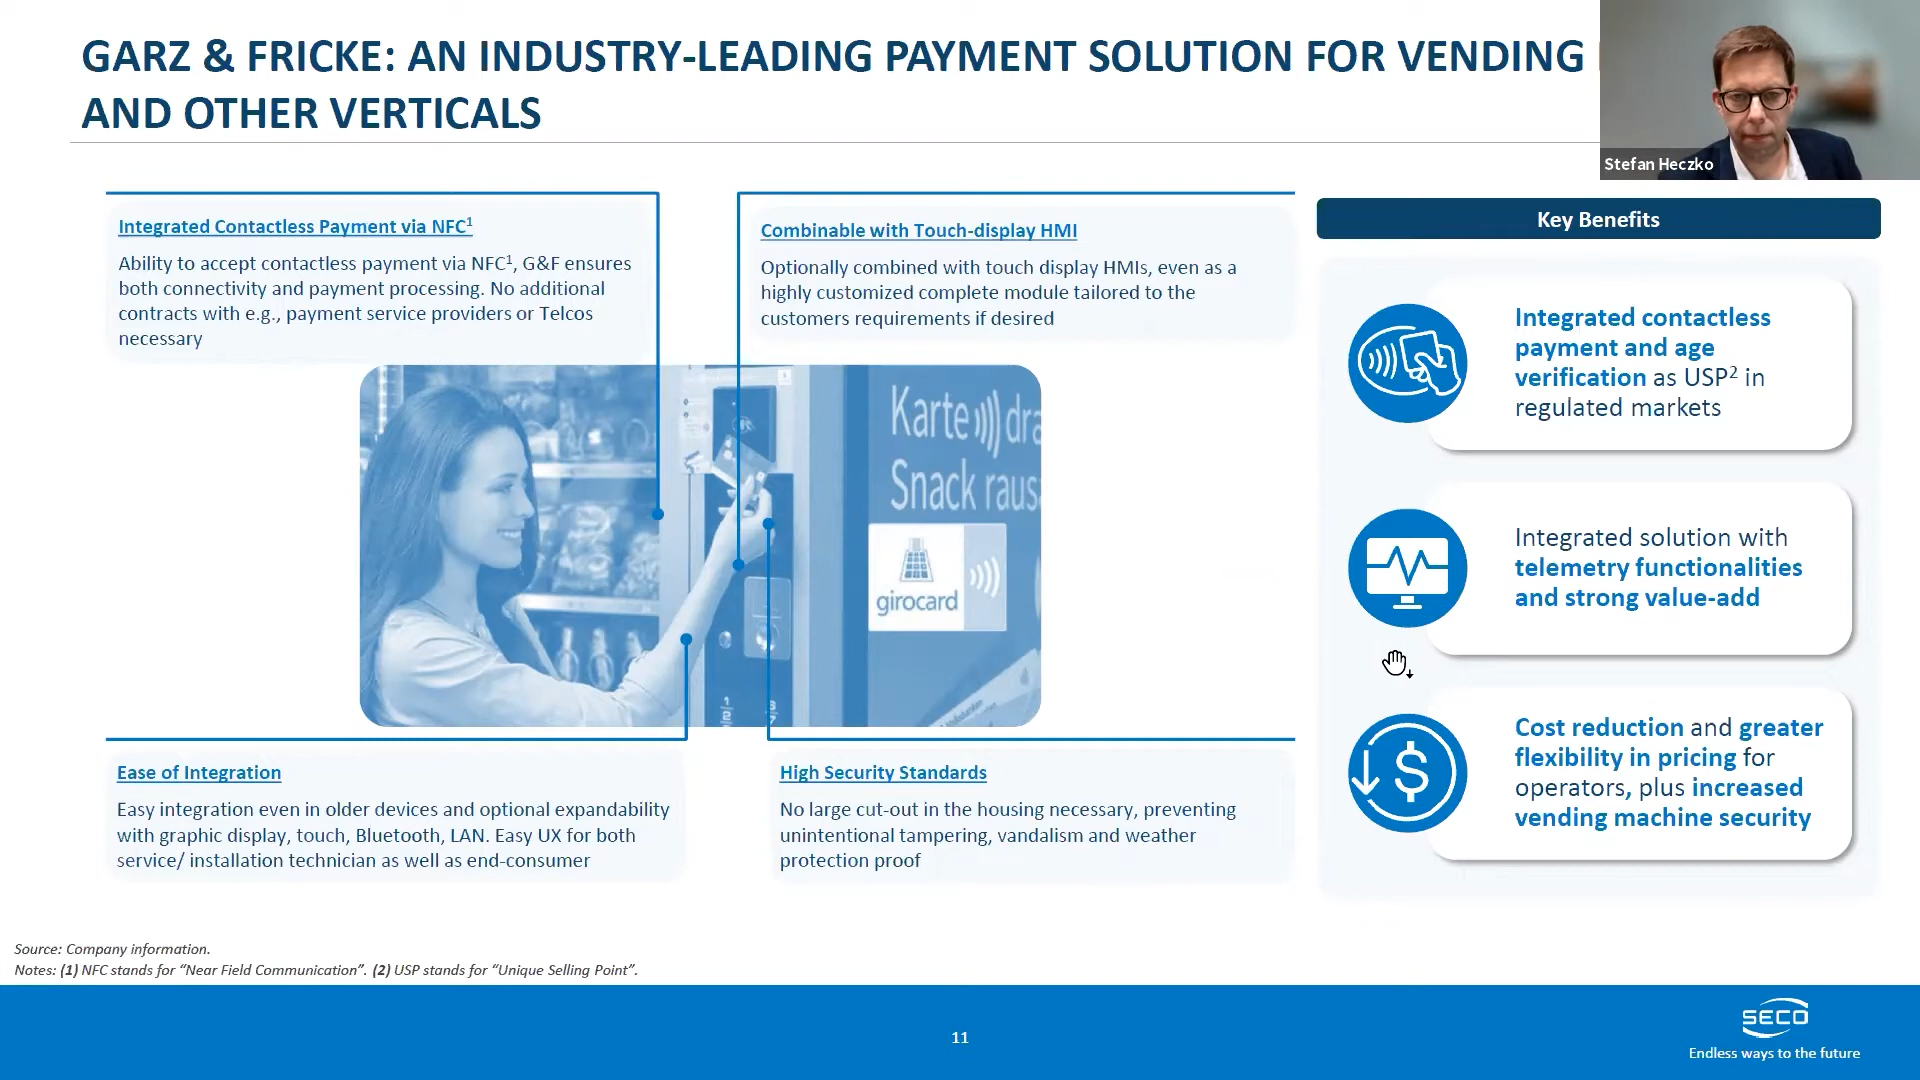 GARZ & FRICKE: AN INDUSTRY-LEADING PAYMENT SOLUTION FOR VENDING
AND OTHER VERTICALS
Stefan Heczko
Integrated Contactless Payment via NFC¹
Ability to accept contactless payment via NFC¹, G&F ensures
both connectivity and payment processing. No additional
contracts with e.g., payment service providers or Telcos
necessary
Combinable with Touch-display HMI
Optionally combined with touch display HMIs, even as a
highly customized complete module tailored to the
customers requirements if desired
Karte
Snack
girocard
Ease of Integration
Easy integration even in older devices and optional expandability
with graphic display, touch, Bluetooth, LAN. Easy UX for both
service/ installation technician as well as end-consumer
High Security Standards
No large cut-out in the housing necessary, preventing
unintentional tampering, vandalism and weather
protection proof
Key Benefits
Integrated contactless
payment and age
verification as USP² in
regulated markets
Integrated solution with
telemetry functionalities
and strong value-add
Cost reduction and greater
flexibility in pricing for
operators, plus increased
vending machine security
Source: Company information.
Notes: (1) NFC stands for “Near Field Communication”. (2) USP stands for “Unique Selling Point”.
11
SECO
Endless ways to the future